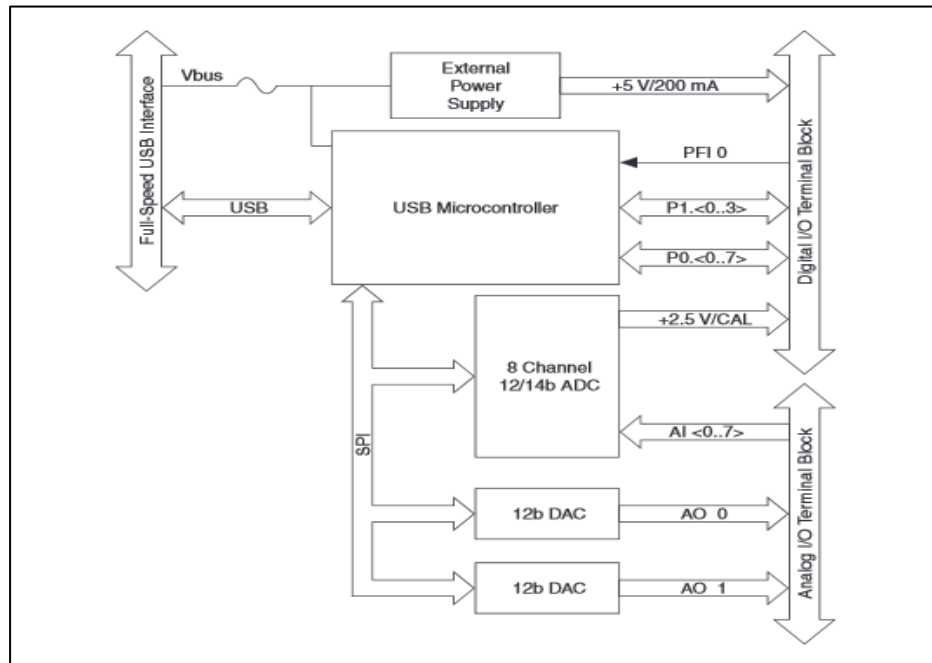 Full-Speed USB Interface
Vbus
External
Power
Supply
+5 V/200 mA
PFI 0
USB
USB Microcontroller
P1.<0..3>
P0.<0..7>
Digital I/O Terminal Block
+2.5 V/CAL
8 Channel
12/14b ADC
AI <0..7>
SPI
12b DAC
AO 0
12b DAC
AO 1
Analog I/O Terminal Block